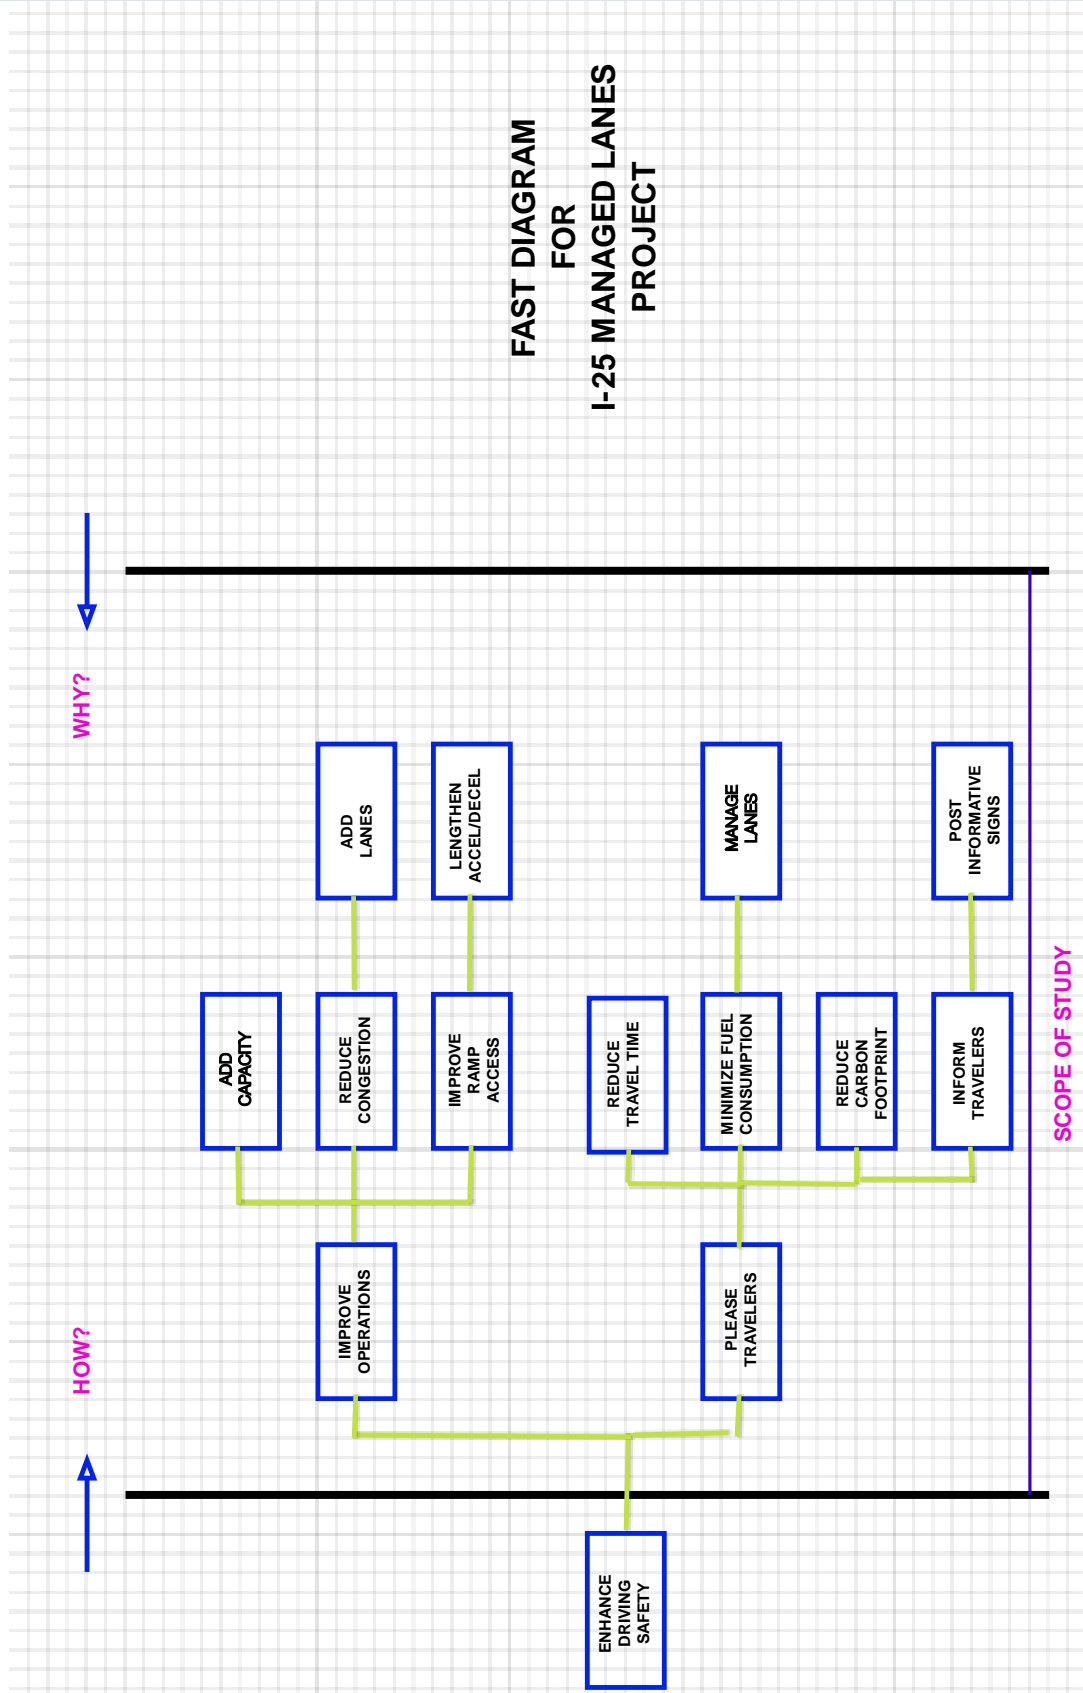 FAST DIAGRAM
FOR
I-25 MANAGED LANES
PROJECT
HOW?
WHY?
ENHANCE
DRIVING
SAFETY
IMPROVE
OPERATIONS
ADD
CAPACITY
REDUCE
CONGESTION
ADD
LANES
IMPROVE
RAMP
ACCESS
LENGTHEN
ACCEL/DECEL
PLEASE
TRAVELERS
REDUCE
TRAVEL TIME
MINIMIZE FUEL
CONSUMPTION
MANAGE
LANES
REDUCE
CARBON
FOOTPRINT
INFORM
TRAVELERS
POST
INFORMATIVE
SIGNS
SCOPE OF STUDY